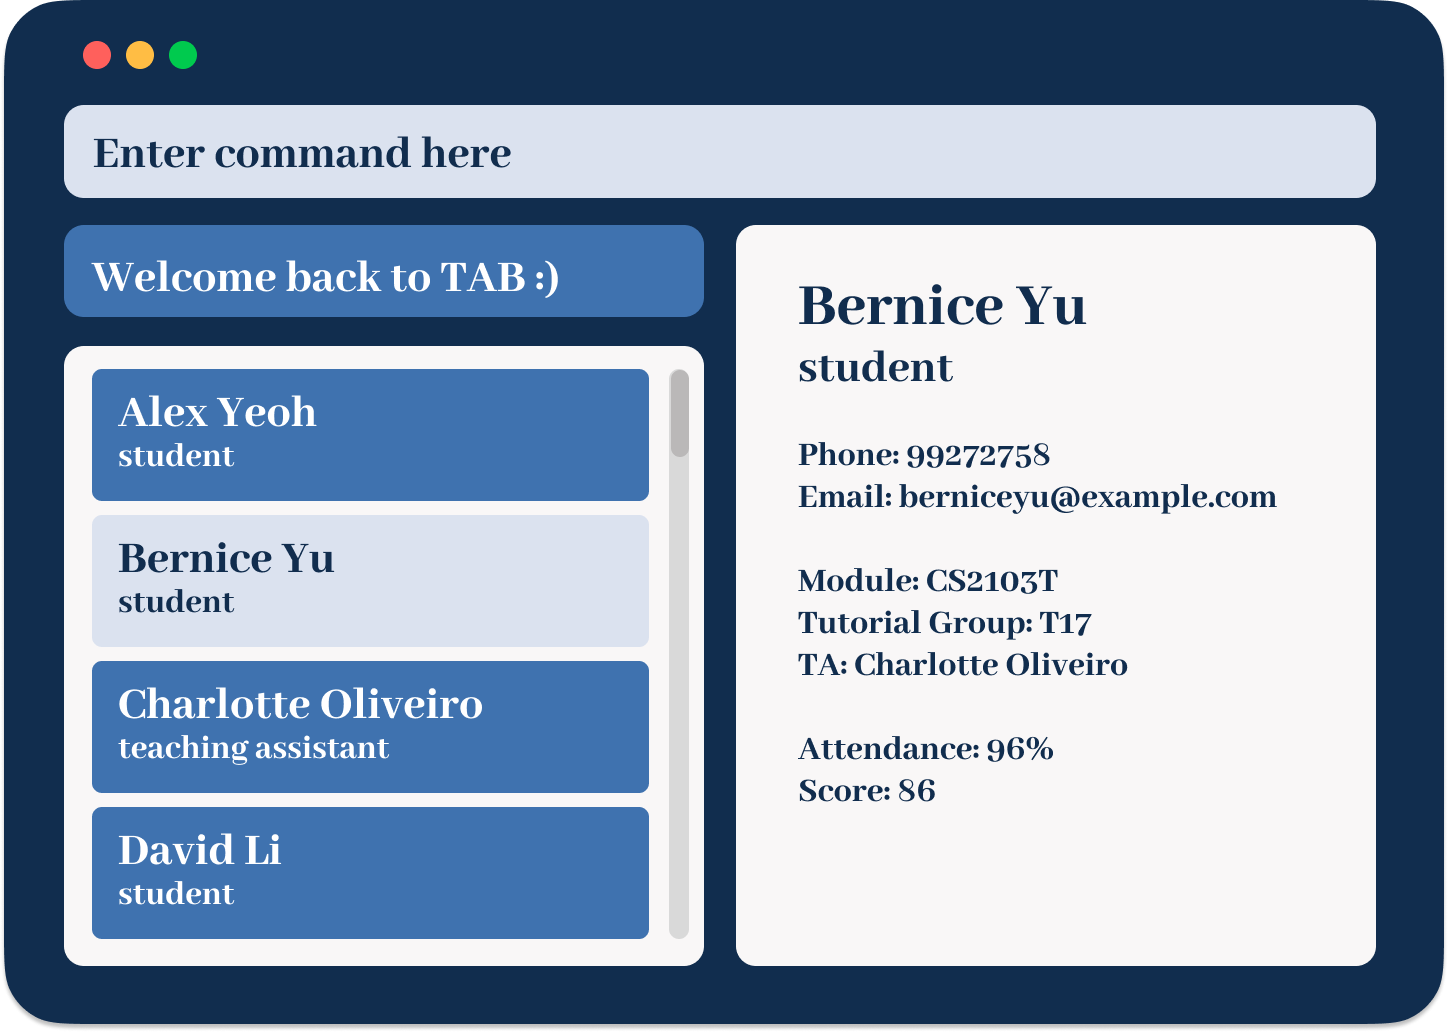 Enter command here
Welcome back to TAB :)
Alex Yeoh
student
Bernice Yu
student
Charlotte Oliveiro
teaching assistant
David Li
student
Bernice Yu
student
Phone: 99272758
Email: berniceyu@example.com
Module: CS2103T
Tutorial Group: T17
TA: Charlotte Oliveiro
Attendance: 96%
Score: 86